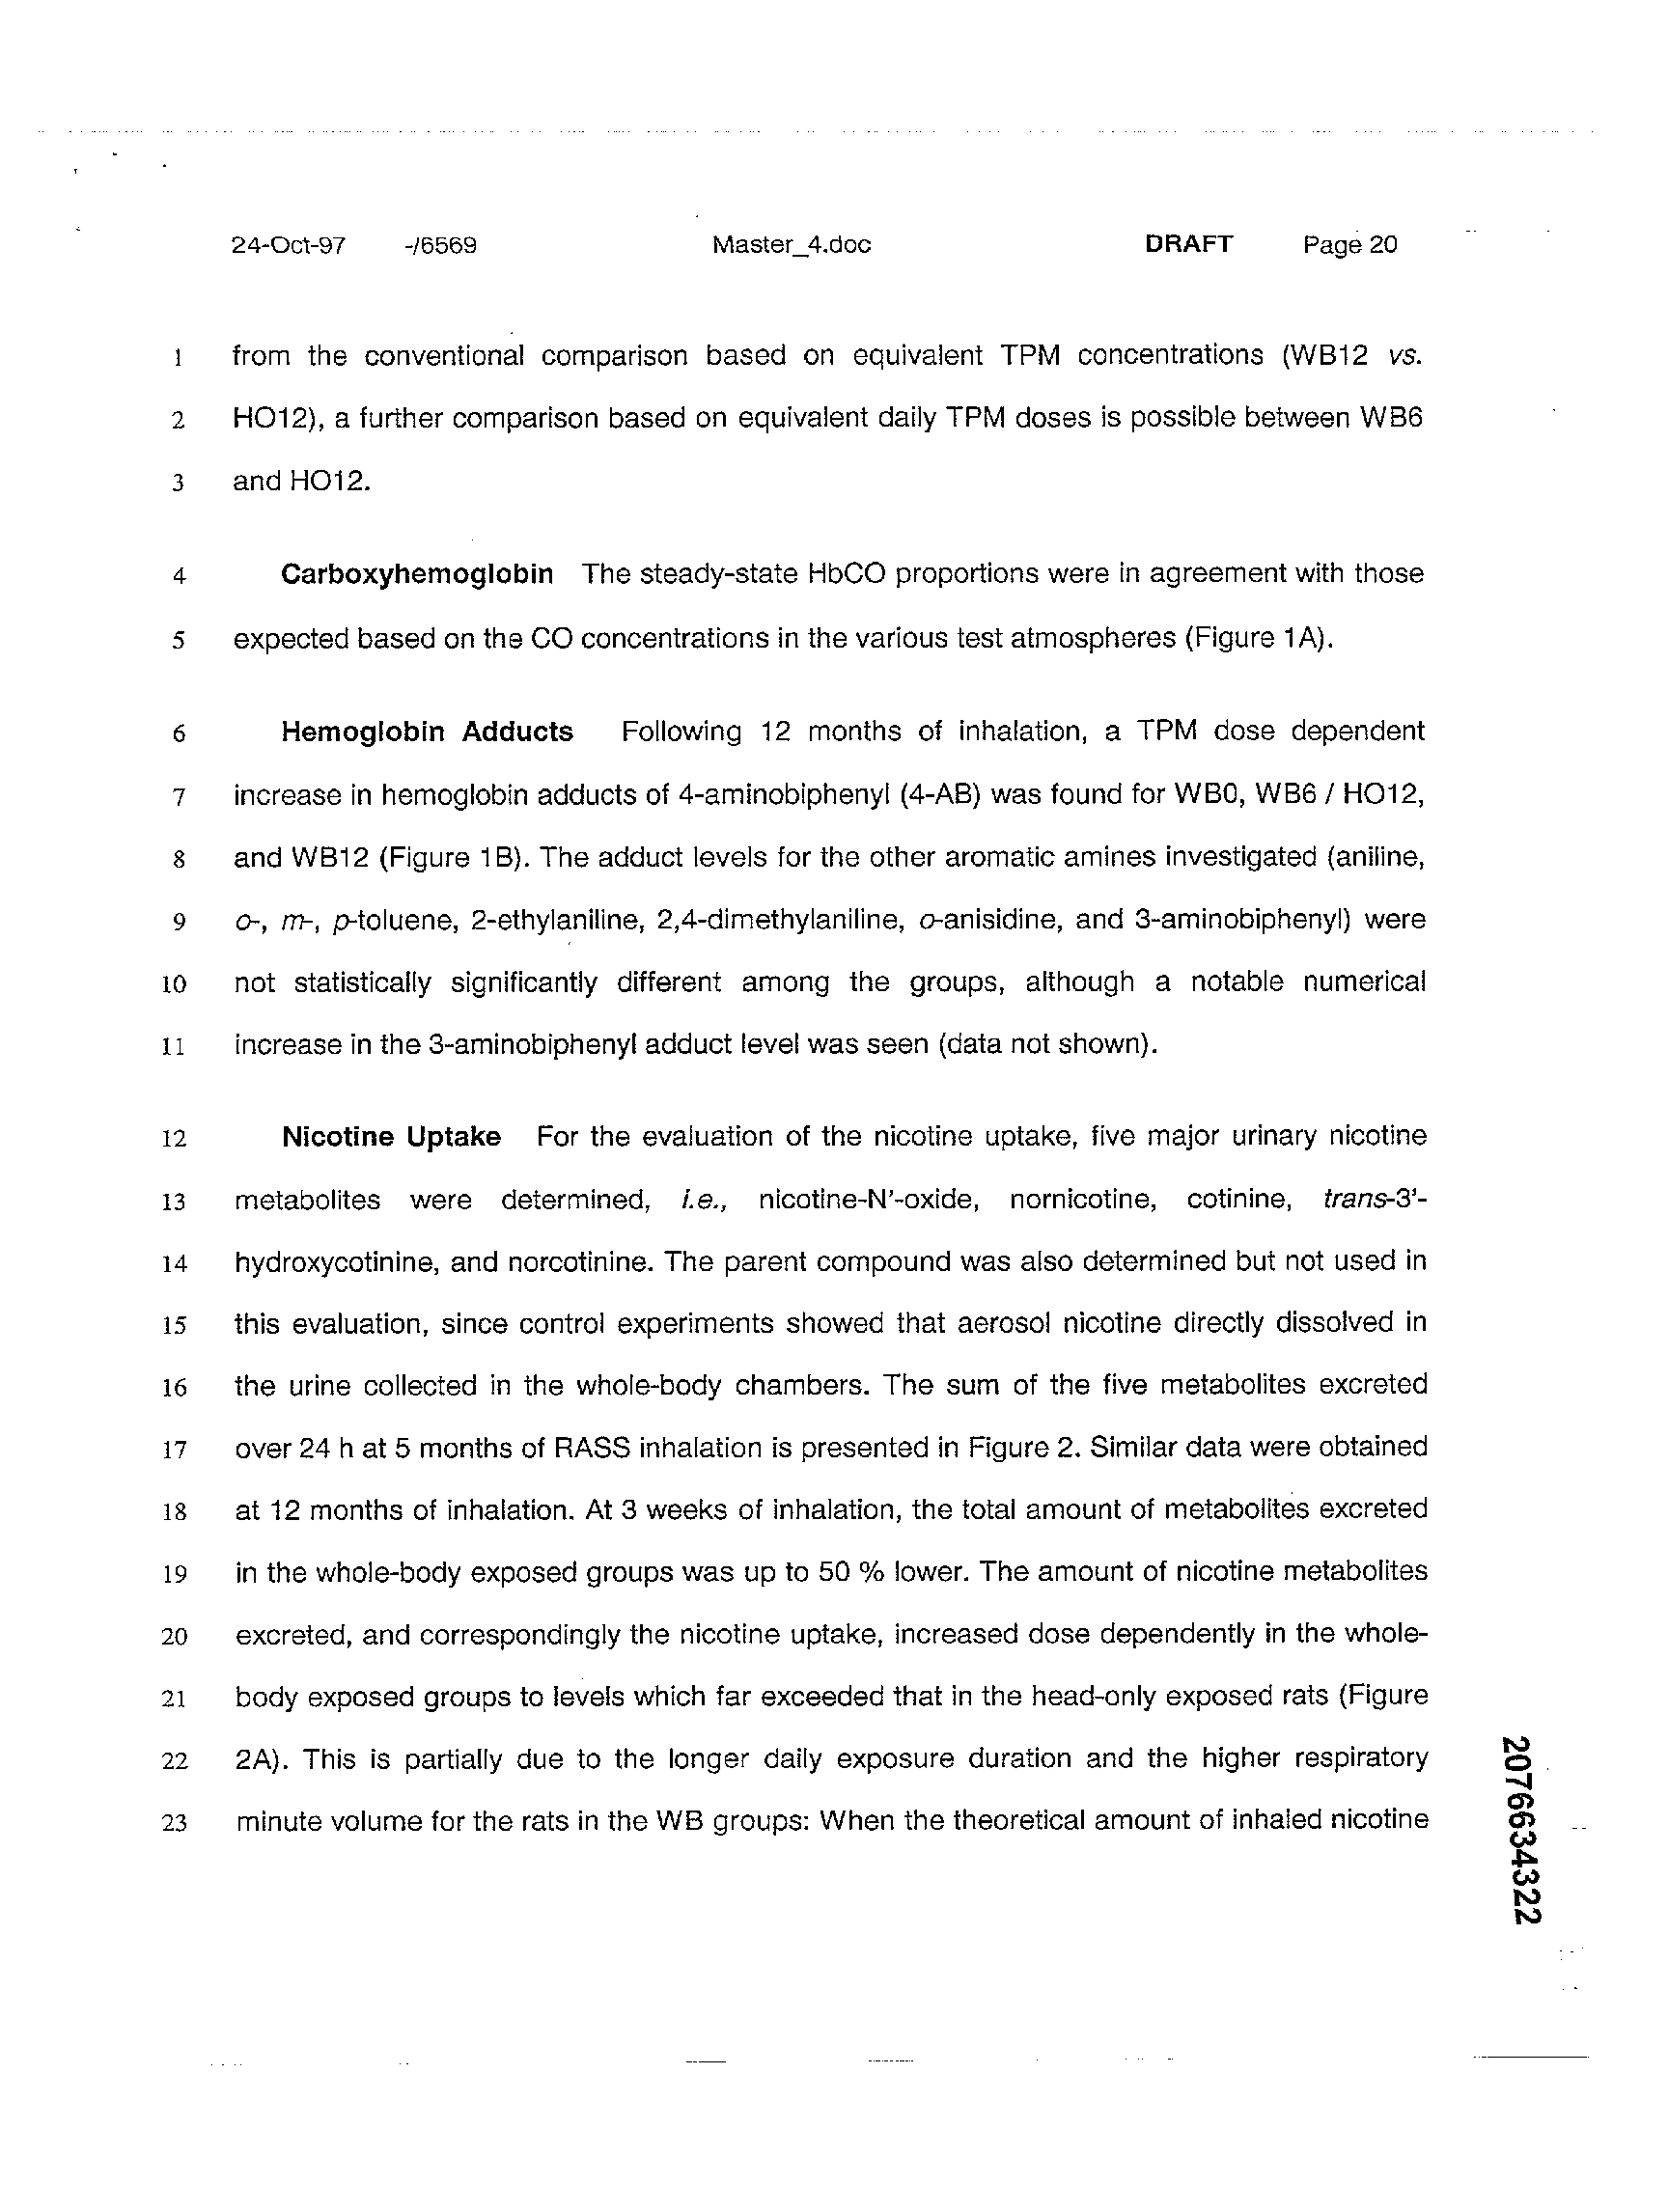 24-Oct-97 -/6569 Master_4.doc DRAFT Page 20
1 from the conventional comparison based on equivalent TPM concentrations (WB12 vs.
2 HO12), a further comparison based on equivalent daily TPM doses is possible between WB6
3 and HO12.
4 Carboxyhemoglobin The steady-state HbCO proportions were in agreement with those
5 expected based on the CO concentrations in the various test atmospheres (Figure 1A).
6 Hemoglobin Adducts Following 12 months of inhalation, a TPM dose dependent
7 increase in hemoglobin adducts of 4-aminobiphenyl (4-AB) was found for WB0, WB6 / HO12,
8 and WB12 (Figure 1B). The adduct levels for the other aromatic amines investigated (aniline,
9 o-, m-, p-toluene, 2-ethylaniline, 2,4-dimethylaniline, o-anisidine, and 3-aminobiphenyl) were
10 not statistically significantly different among the groups, although a notable numerical
11 increase in the 3-aminobiphenyl adduct level was seen (data not shown).
12 Nicotine Uptake For the evaluation of the nicotine uptake, five major urinary nicotine
13 metabolites were determined, i.e., nicotine-N'-oxide, nornicotine, cotinine, trans-3'-
14 hydroxycotinine, and norcotinine. The parent compound was also determined but not used in
15 this evaluation, since control experiments showed that aerosol nicotine directly dissolved in
16 the urine collected in the whole-body chambers. The sum of the five metabolites excreted
17 over 24 h at 5 months of RASS inhalation is presented in Figure 2. Similar data were obtained
18 at 12 months of inhalation. At 3 weeks of inhalation, the total amount of metabolites excreted
19 in the whole-body exposed groups was up to 50 % lower. The amount of nicotine metabolites
20 excreted, and correspondingly the nicotine uptake, increased dose dependently in the whole-
21 body exposed groups to levels which far exceeded that in the head-only exposed rats (Figure
22 2A). This is partially due to the longer daily exposure duration and the higher respiratory
23 minute volume for the rats in the WB groups: When the theoretical amount of inhaled nicotine
2076634322